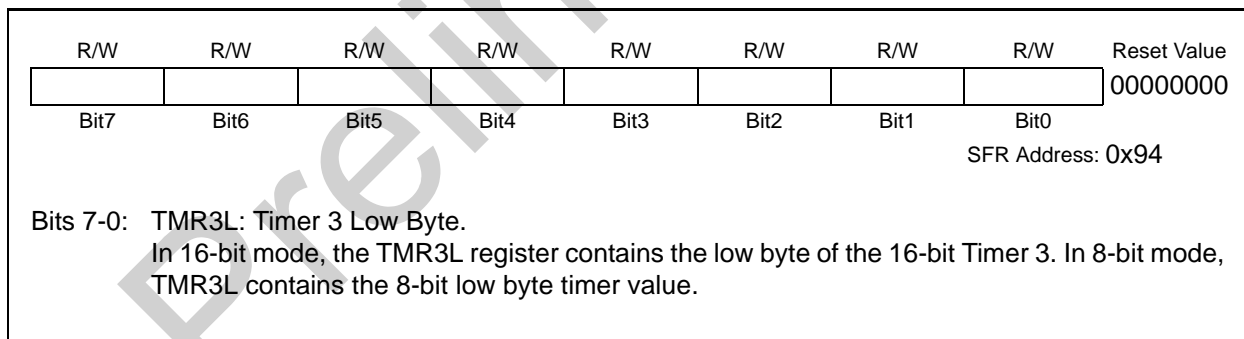 R/W R/W R/W R/W R/W R/W R/W R/W Reset Value
00000000
Bit7 Bit6 Bit5 Bit4 Bit3 Bit2 Bit1 Bit0
SFR Address: 0x94
Bits 7-0: TMR3L: Timer 3 Low Byte.
In 16-bit mode, the TMR3L register contains the low byte of the 16-bit Timer 3. In 8-bit mode,
TMR3L contains the 8-bit low byte timer value.
Prelin